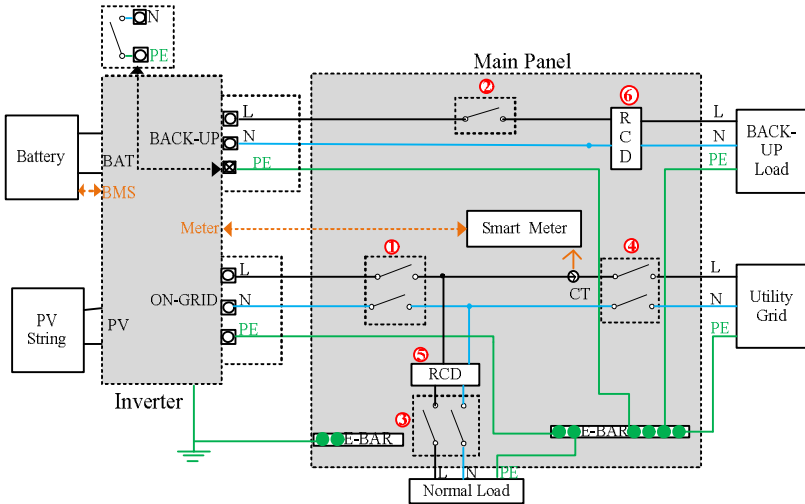 N
PE
Main Panel
②
⑥
L
BACK-UP
N
PE
R
C
D
L
N
PE
BACK-
UP
Load
Battery
BAT
BMS
Meter
Smart Meter
①
④
L
ON-GRID
N
PE
CT
L
N
PE
Utility
Grid
PV
String
PV
⑤
RCD
Inverter
③
E-BAR
E-BAR
L
N
PE
Normal Load